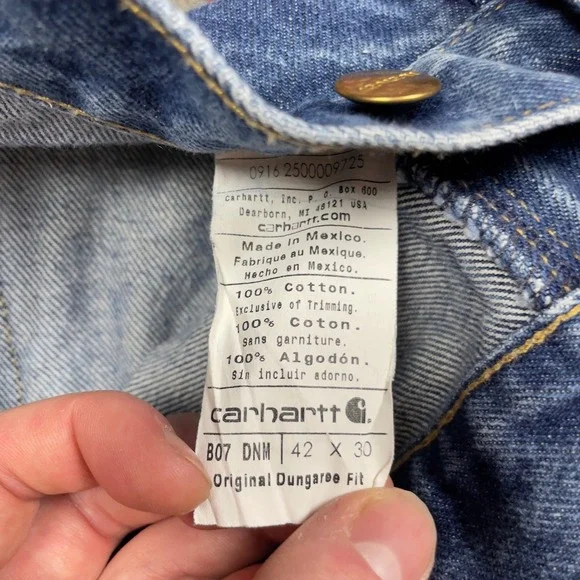 0916 2500009725
Carhartt, Inc. P. O. Box 600
Dearborn, MI 48121 USA
carhartt.com
Made in Mexico.
Fabriqué au Mexique.
Hecho en Mexico.
100% Cotton.
Exclusive of Trimming.
100% Coton.
Sans garniture.
100% Algodón.
Sin incluir adorno.
carhartt
B07 DNM 42 X 30
Original Dungaree Fit